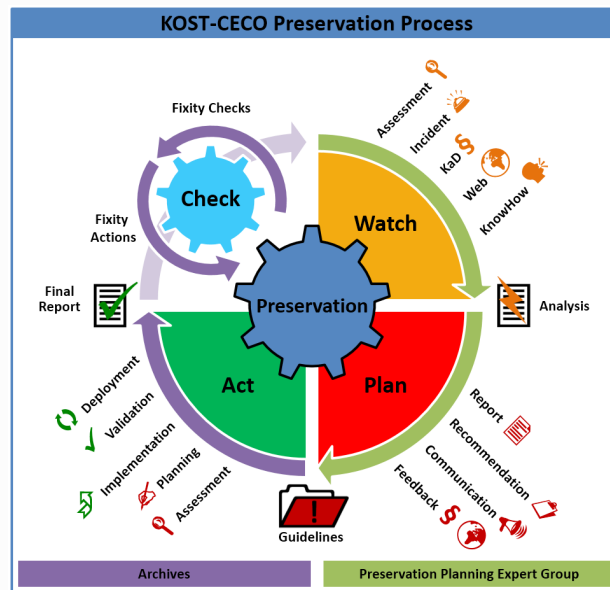 KOST-CECO Preservation Process
Fixity Checks
Assessment
Incident
KaD
§
Web
KnowHow
Check
Watch
Fixity
Actions
Final
Report
Preservation
Analysis
Act
Plan
Deployment
Validation
Implementation
Planning
Assessment
Report
Recommendation
Communication
Feedback
§
!
Guidelines
Archives
Preservation Planning Expert Group